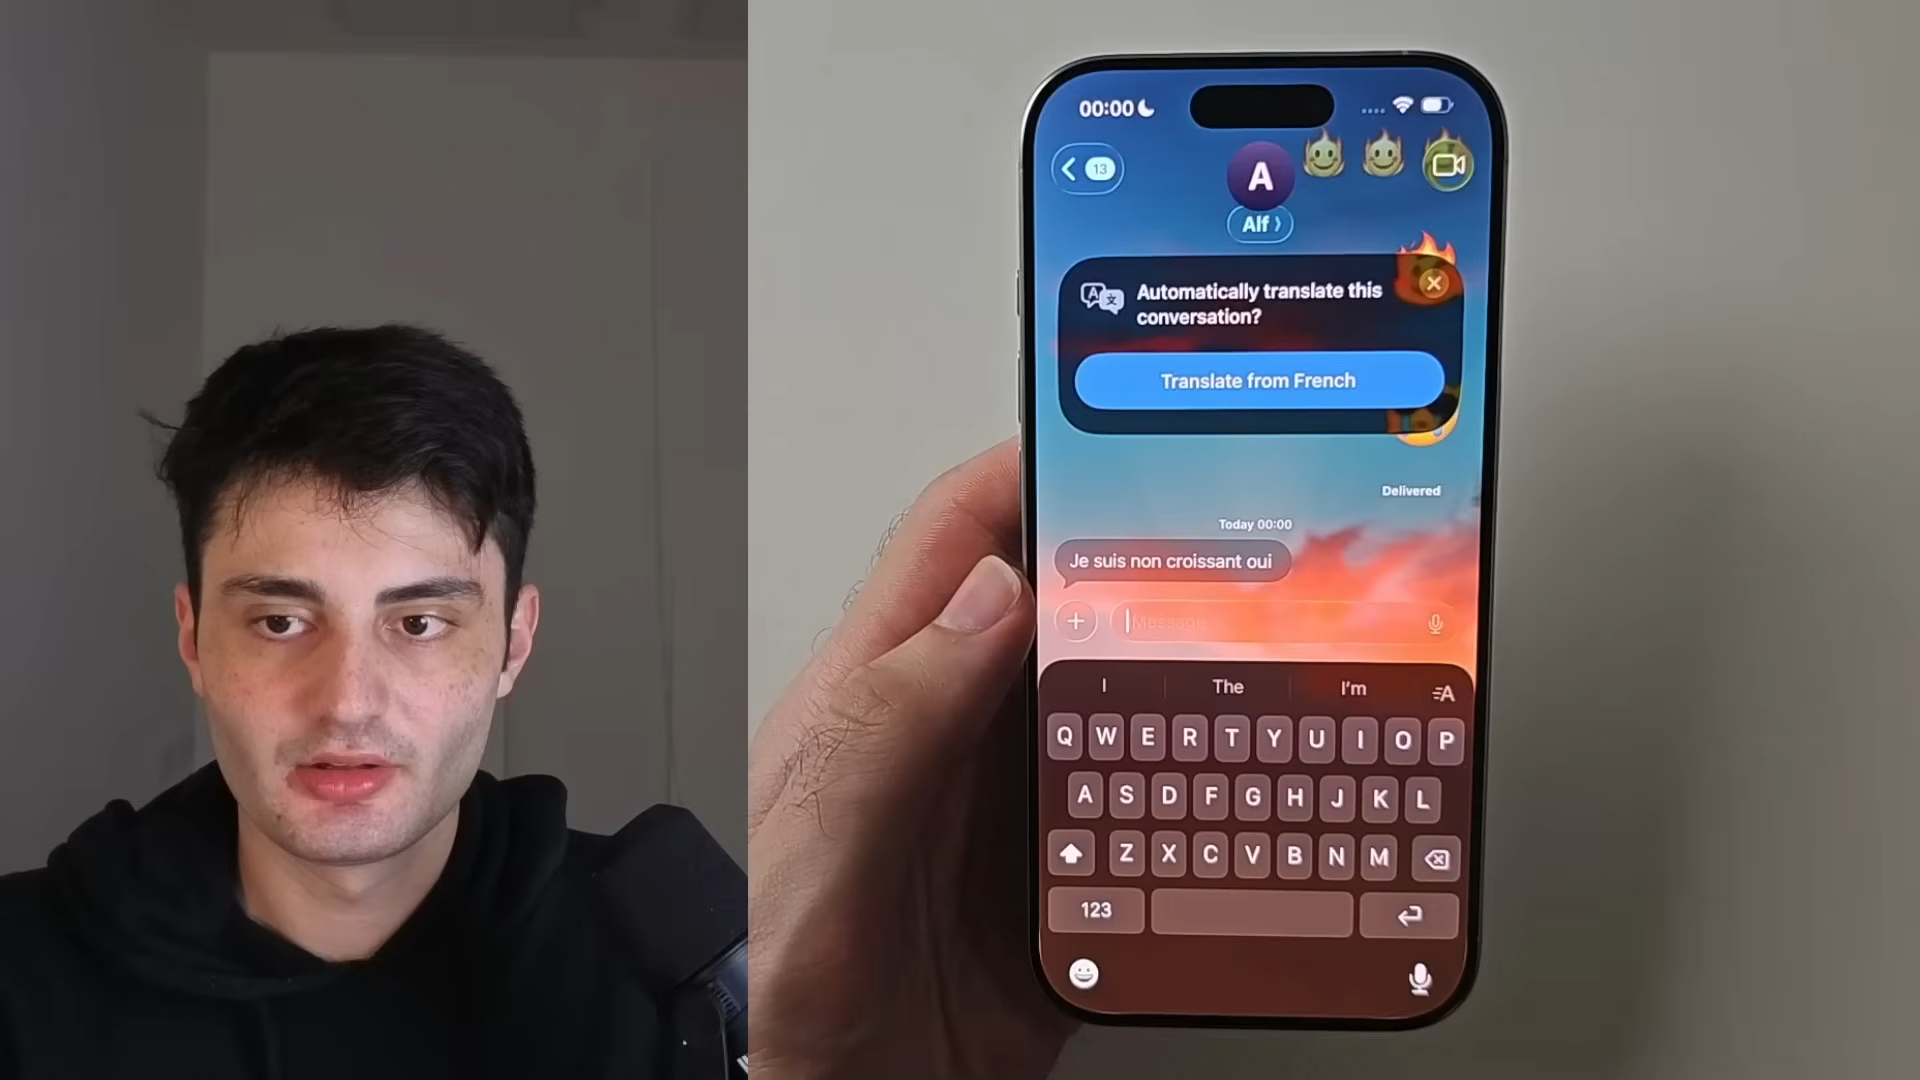 00:00
13
A
Alf
Automatically translate this
conversation?
Translate from French
Delivered
Today 00:00
Je suis non croissant oui
Message
I The I'm
Q W E R T Y U I O P
A S D F G H J K L
Z X C V B N M
123